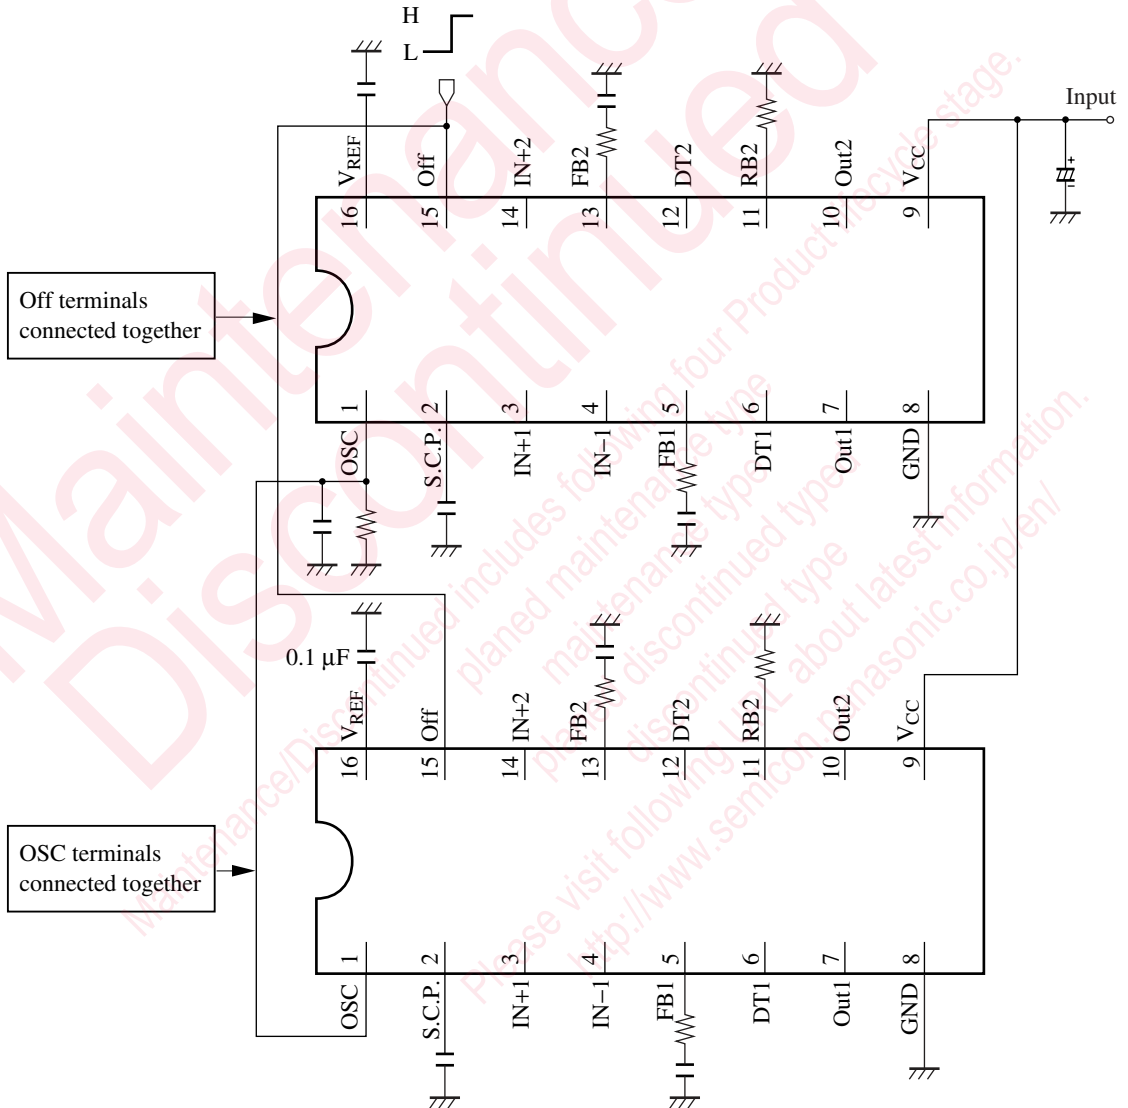 H
L
Input
VREF
Off
IN+2
FB2
DT2
RB2
Out2
VCC
16
15
14
13
12
11
10
9
Off terminals
connected together
1
2
3
4
5
6
7
8
OSC
S.C.P.
IN+1
IN−1
FB1
DT1
Out1
GND
0.1 μF
VREF
Off
IN+2
FB2
DT2
RB2
Out2
VCC
16
15
14
13
12
11
10
9
OSC terminals
connected together
1
2
3
4
5
6
7
8
OSC
S.C.P.
IN+1
IN−1
FB1
DT1
Out1
GND
Maintenance
Discontinued
Maintenance/Discontinued includes following four Product lifecycle stage.
planed maintenance type
maintenance type
planed discontinued typed
discontinued type
Please visit following URL about latest information.
http://www.semicon.panasonic.co.jp/en/